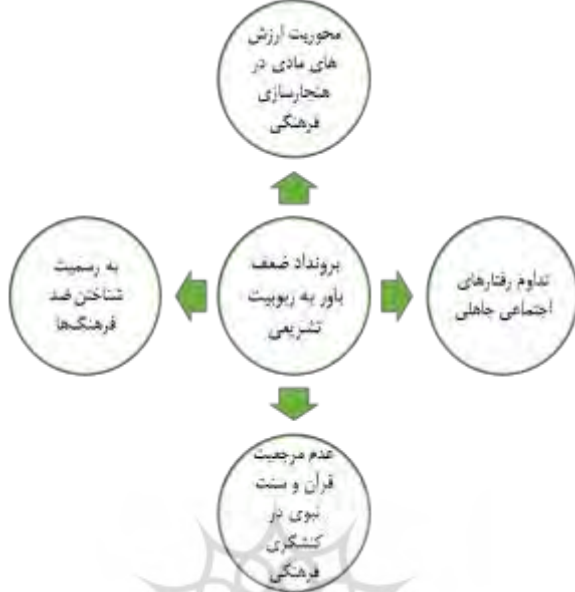 محوریت ارزش
های مادی در
هنجارسازی
فرهنگی
تداوم رفتارهای
اجتماعی جاهلی
برونداد ضعف
باور به ربوبیت
تشریعی
به رسمیت
شناختن ضد
فرهنگ‌ها
عدم مرجعیت
قرآن و سنت
نبوی در
کنشگری
فرهنگی